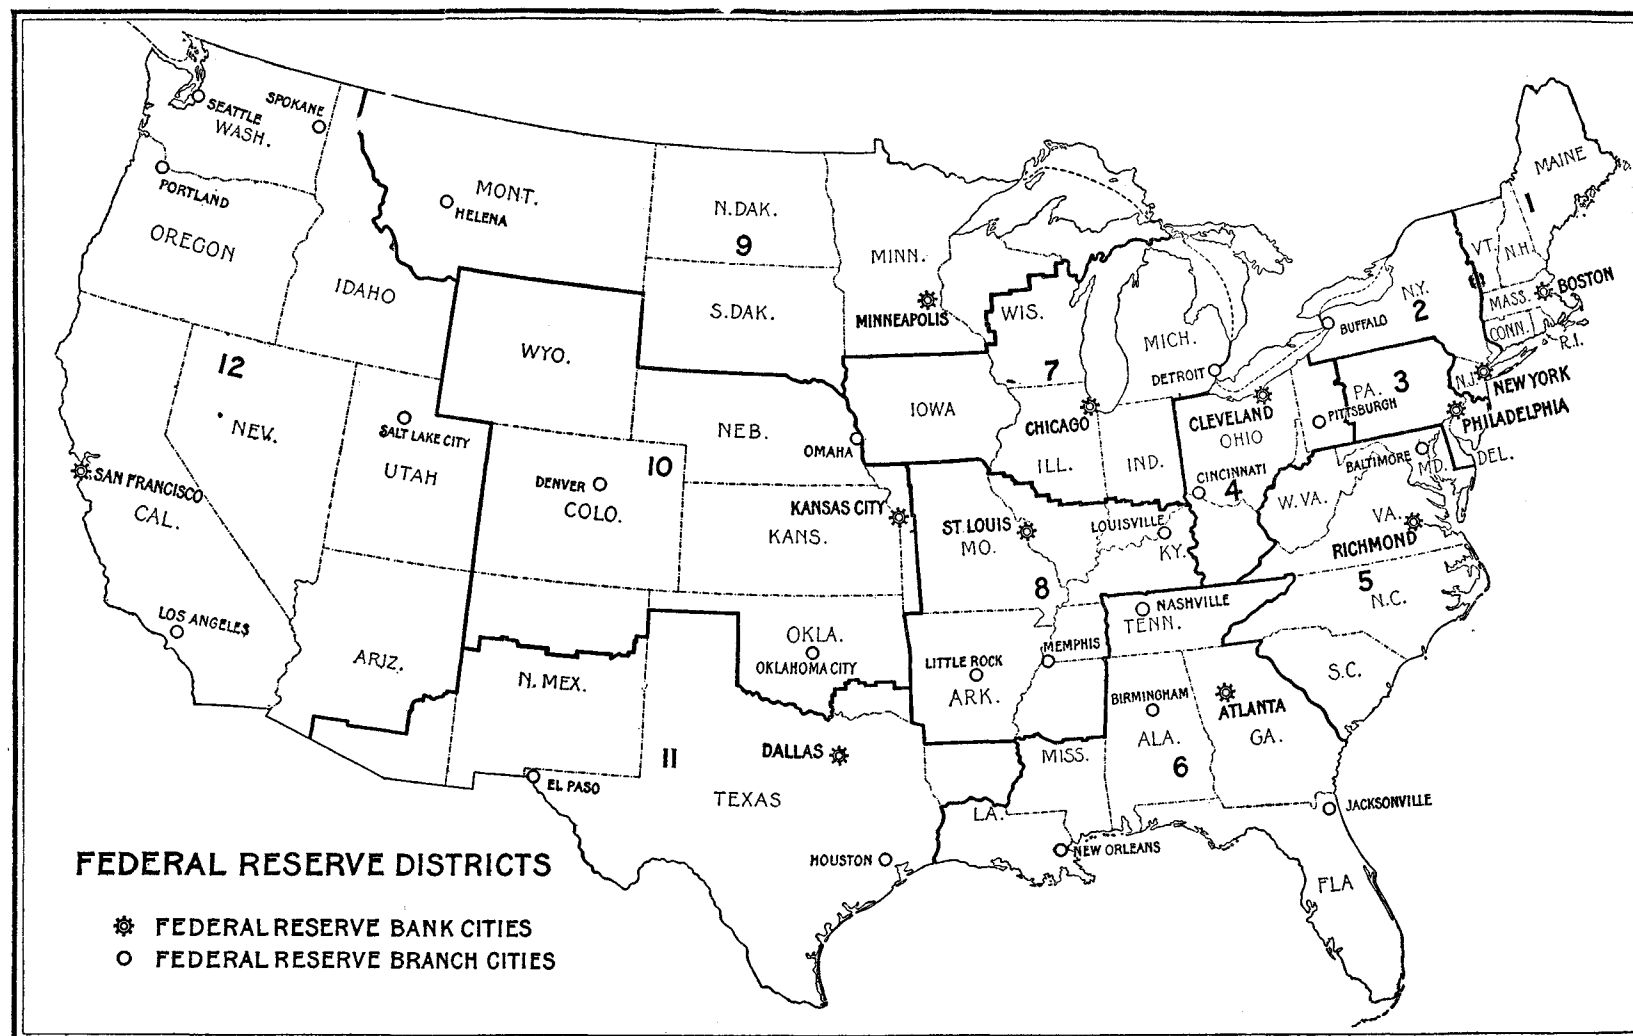 SEATTLE
SPOKANE
WASH.
PORTLAND
OREGON
IDAHO
MONT.
HELENA
N.DAK.
9
S.DAK.
MINN.
MINNEAPOLIS
WIS.
MICH.
DETROIT
7
WYO.
12
NEV.
SALT LAKE CITY
UTAH
SAN FRANCISCO
CAL.
LOS ANGELES
ARIZ.
DENVER
COLO.
10
NEB.
OMAHA
KANSAS CITY
KANS.
IOWA
CHICAGO
ILL.
IND.
CLEVELAND
OHIO
CINCINNATI
4
PITTSBURGH
PA.
3
BUFFALO
N.Y.
2
MAINE
1
VT.
N.H.
MASS.
BOSTON
CONN.
R.I.
N.J.
NEW YORK
PHILADELPHIA
BALTIMORE
MD.
DEL.
W.VA.
VA.
RICHMOND
5
N.C.
S.C.
ST. LOUIS
MO.
LOUISVILLE
KY.
8
NASHVILLE
TENN.
MEMPHIS
LITTLE ROCK
ARK.
OKLA.
OKLAHOMA CITY
N. MEX.
EL PASO
11
DALLAS
TEXAS
HOUSTON
LA.
NEW ORLEANS
MISS.
BIRMINGHAM
ALA.
6
ATLANTA
GA.
JACKSONVILLE
FLA
FEDERAL RESERVE DISTRICTS
FEDERAL RESERVE BANK CITIES
FEDERAL RESERVE BRANCH CITIES